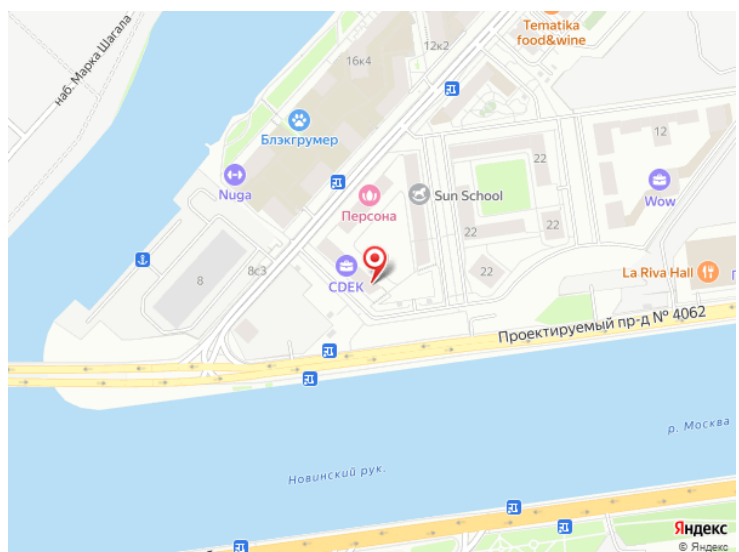 Tematika
food&wine
12к2
16к4
наб. Марка Шагала
Блэкгрумер
12
22
Nuga
Персона
Sun School
22
Wow
22
22
8
8с3
CDEK
La Riva Hall
Проектируемый пр-д № 4062
р. Москва
Новинский рук.
Яндекс
© Яндекс